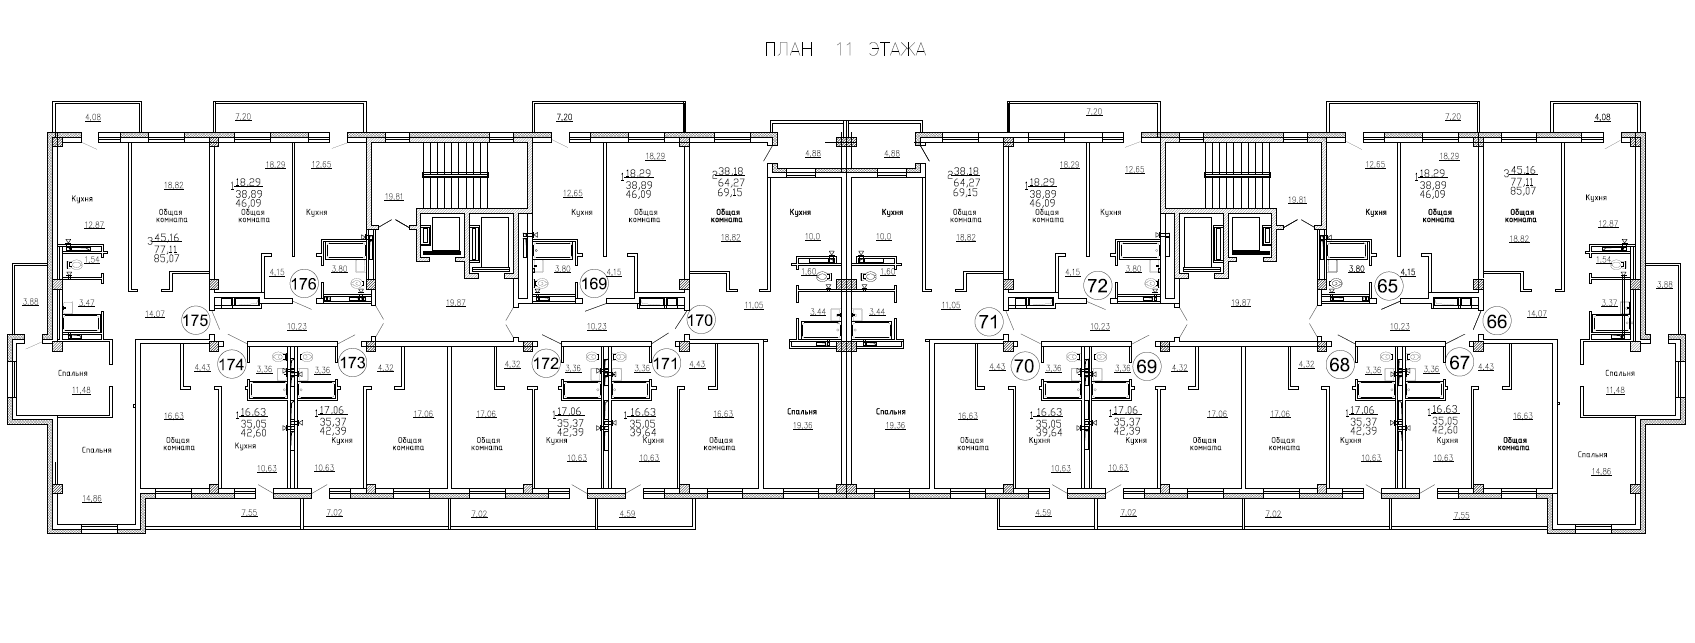 ПЛАН 11 ЭТАЖА
4,08
7,20
7,20
7,20
7,20
4,08
4,88
4,88
18,29
12,65
18,29
18,29
12,65
12,65
18,29
18,82
1 18.29
38,89
46,09
19,81
12,65
1 18.29
38,89
46,09
2 38.18
64,27
69,15
2 38.18
64,27
69,15
1 18.29
38,89
46,09
19,81
1 18.29
38,89
46,09
3 45.16
77,11
85,07
Кухня
12,87
Общая
комната
Общая
комната
Кухня
Кухня
Общая
комната
Общая
комната
Кухня
Кухня
Общая
комната
Общая
комната
Кухня
Кухня
Общая
комната
Общая
комната
Кухня
12,87
3 45.16
77,11
85,07
18,82
10,0
10,0
18,82
18,82
1,54
4,15
3,80
3,80
4,15
1,60
1,60
4,15
3,80
3,80
4,15
1,54
176
169
72
65
3,88
3,47
14,07
19,87
11,05
11,05
19,87
3,37
14,07
3,88
175
10,23
10,23
170
3,44
3,44
71
10,23
10,23
66
174
173
172
171
70
69
68
67
Спальня
11,48
4,43
3,36
3,36
4,32
4,32
3,36
3,36
4,43
4,43
3,36
3,36
4,32
4,32
3,36
3,36
4,43
Спальня
11,48
16,63
1 16.63
35,05
42,60
1 17.06
35,37
42,39
17,06
17,06
1 17.06
35,37
42,39
1 16.63
35,05
39,64
16,63
Спальня
19,36
Спальня
19,36
16,63
1 16.63
35,05
39,64
1 17.06
35,37
42,39
17,06
17,06
1 17.06
35,37
42,39
1 16.63
35,05
42,60
16,63
Спальня
14,86
Общая
комната
Кухня
10,63
Кухня
10,63
Общая
комната
Общая
комната
Кухня
10,63
Кухня
10,63
Общая
комната
Общая
комната
Кухня
10,63
Кухня
10,63
Общая
комната
Общая
комната
Кухня
10,63
Кухня
10,63
Общая
комната
Спальня
14,86
7,55
7,02
7,02
4,59
4,59
7,02
7,02
7,55